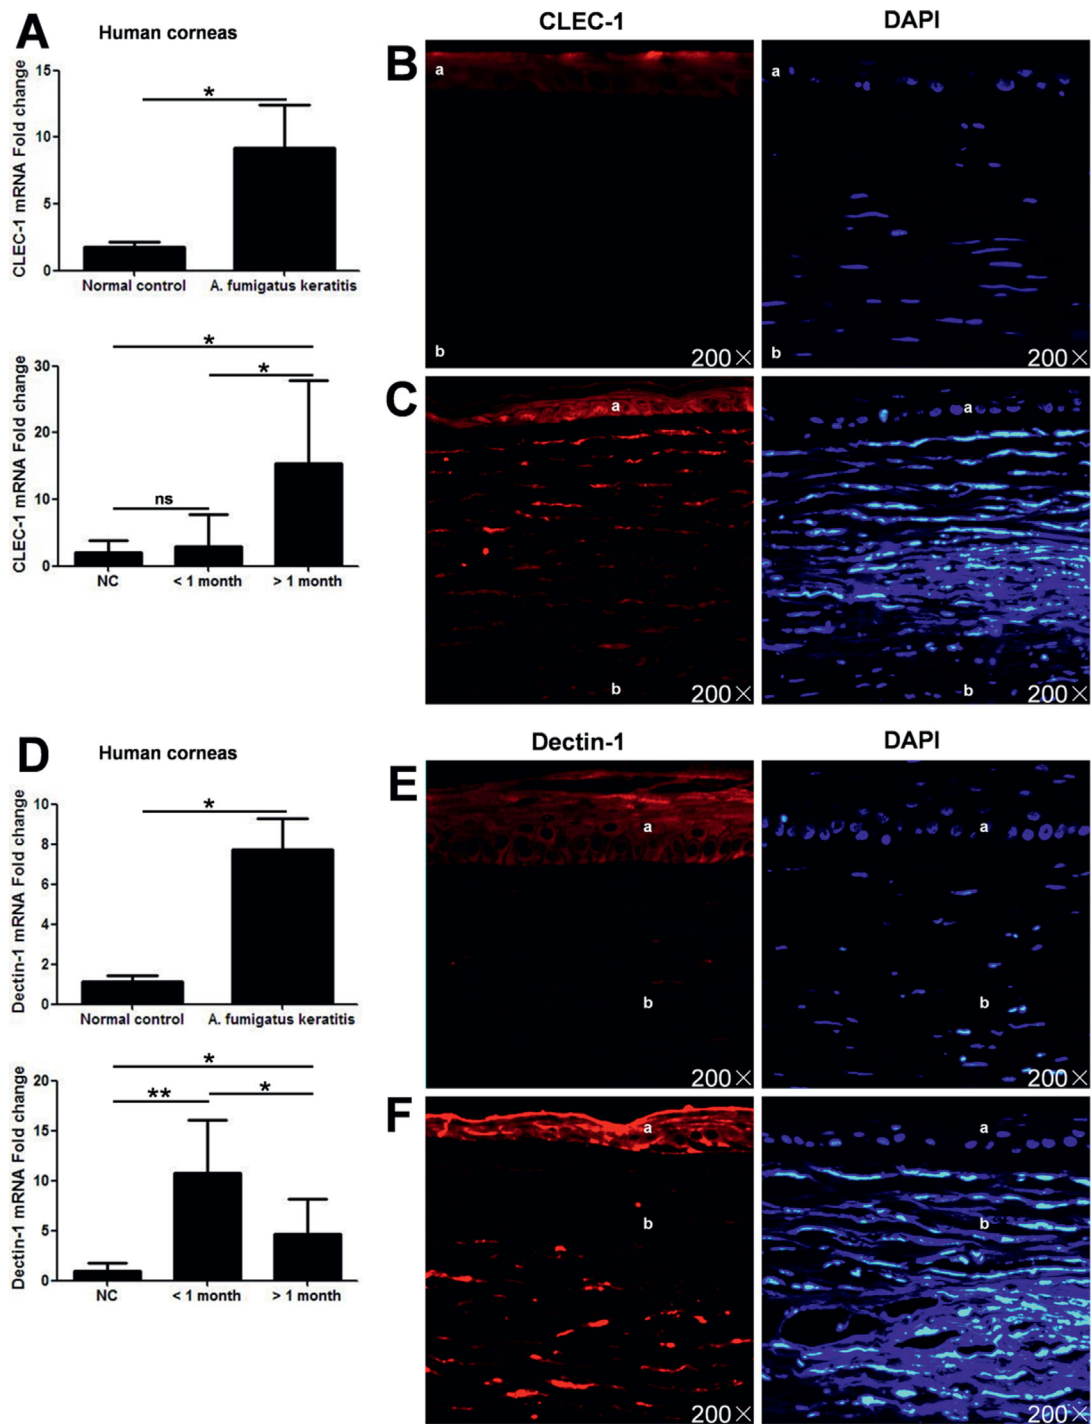 A
Human corneas
CLEC-1 mRNA Fold change
15
10
5
0
*
Normal control
A. fumigatus keratitis
CLEC-1 mRNA Fold change
30
20
10
0
*
*
ns
NC
< 1 month
> 1 month
CLEC-1
DAPI
B
a
b
200×
a
b
200×
C
a
b
200×
a
b
200×
D
Human corneas
Dectin-1 mRNA Fold change
10
8
6
4
2
0
*
Normal control
A. fumigatus keratitis
Dectin-1 mRNA Fold change
20
15
10
5
0
*
**
*
NC
< 1 month
> 1 month
Dectin-1
DAPI
E
a
b
200×
a
b
200×
F
a
b
200×
a
b
200×